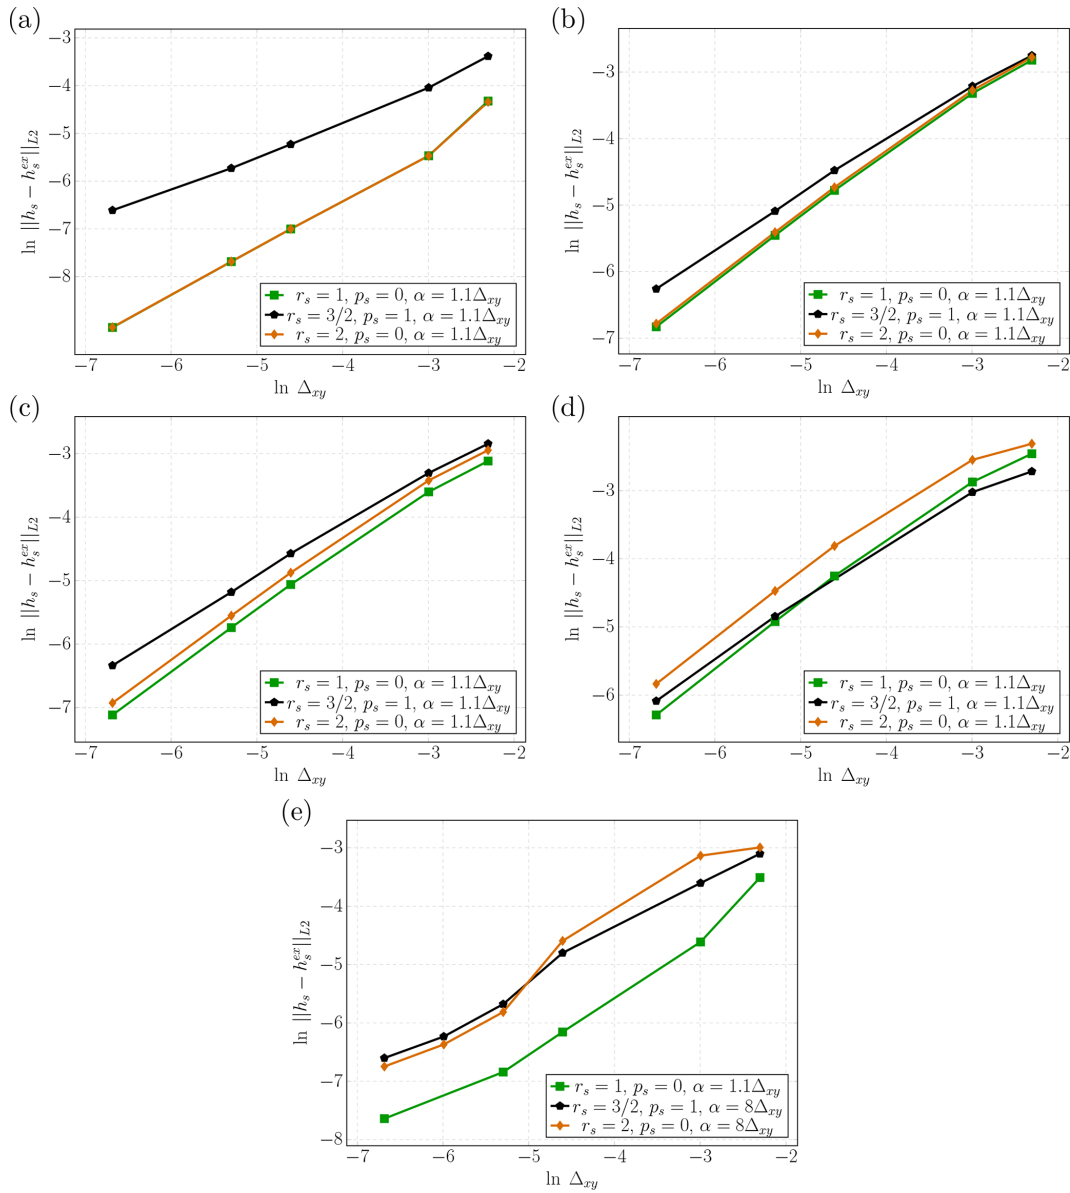 (a)
−3
−4
−5
−6
−7
−8
ln ||h_s − h_s^{ex}||_{L2}
r_s = 1, p_s = 0, α = 1.1Δ_{xy}
r_s = 3/2, p_s = 1, α = 1.1Δ_{xy}
r_s = 2, p_s = 0, α = 1.1Δ_{xy}
−7 −6 −5 −4 −3 −2
ln Δ_{xy}
(b)
−3
−4
−5
−6
−7
ln ||h_s − h_s^{ex}||_{L2}
r_s = 1, p_s = 0, α = 1.1Δ_{xy}
r_s = 3/2, p_s = 1, α = 1.1Δ_{xy}
r_s = 2, p_s = 0, α = 1.1Δ_{xy}
−7 −6 −5 −4 −3 −2
ln Δ_{xy}
(c)
−3
−4
−5
−6
−7
ln ||h_s − h_s^{ex}||_{L2}
r_s = 1, p_s = 0, α = 1.1Δ_{xy}
r_s = 3/2, p_s = 1, α = 1.1Δ_{xy}
r_s = 2, p_s = 0, α = 1.1Δ_{xy}
−7 −6 −5 −4 −3 −2
ln Δ_{xy}
(d)
−3
−4
−5
−6
ln ||h_s − h_s^{ex}||_{L2}
r_s = 1, p_s = 0, α = 1.1Δ_{xy}
r_s = 3/2, p_s = 1, α = 1.1Δ_{xy}
r_s = 2, p_s = 0, α = 1.1Δ_{xy}
−7 −6 −5 −4 −3 −2
ln Δ_{xy}
(e)
−3
−4
−5
−6
−7
−8
ln ||h_s − h_s^{ex}||_{L2}
r_s = 1, p_s = 0, α = 1.1Δ_{xy}
r_s = 3/2, p_s = 1, α = 8Δ_{xy}
r_s = 2, p_s = 0, α = 8Δ_{xy}
−7 −6 −5 −4 −3 −2
ln Δ_{xy}